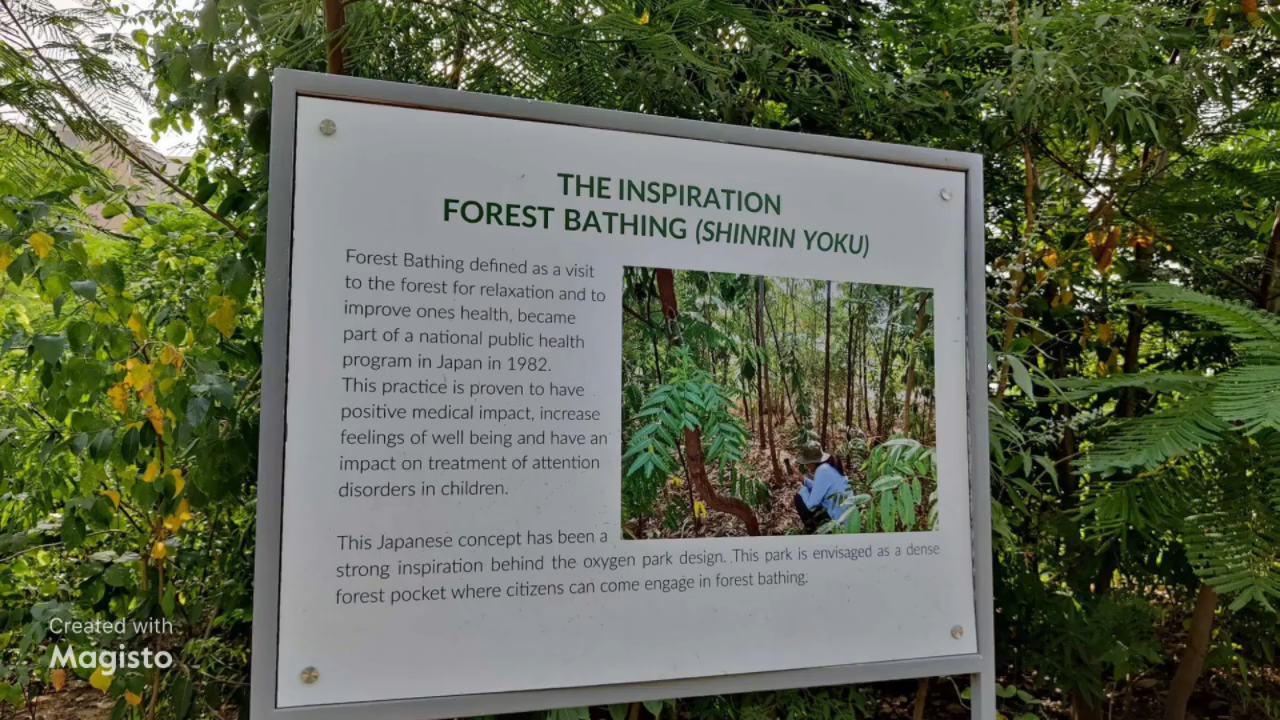 THE INSPIRATION
FOREST BATHING (SHINRIN YOKU)
Forest Bathing defined as a visit
to the forest for relaxation and to
improve ones health, became
part of a national public health
program in Japan in 1982.
This practice is proven to have
positive medical impact, increase
feelings of well being and have an
impact on treatment of attention
disorders in children.
This Japanese concept has been a
strong inspiration behind the oxygen park design. This park is envisaged as a dense
forest pocket where citizens can come engage in forest bathing.
Created with
Magisto